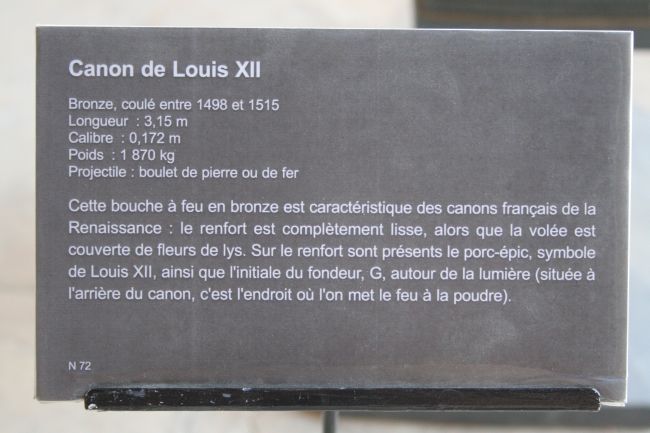 Canon de Louis XII
Bronze, coulé entre 1498 et 1515
Longueur : 3,15 m
Calibre : 0,172 m
Poids : 1 870 kg
Projectile : boulet de pierre ou de fer
Cette bouche à feu en bronze est caractéristique des canons français de la
Renaissance : le renfort est complètement lisse, alors que la volée est
couverte de fleurs de lys. Sur le renfort sont présents le porc-épic, symbole
de Louis XII, ainsi que l'initiale du fondeur, G, autour de la lumière (située à
l'arrière du canon, c'est l'endroit où l'on met le feu à la poudre).
N 72